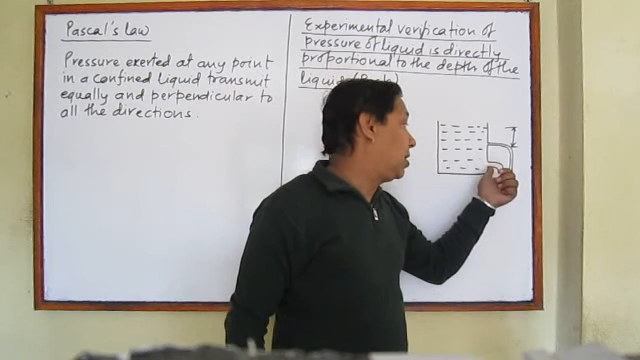 Pascal's law
Pressure exerted at any point
in a confined liquid transmit
equally and perpendicular to
all the directions.
Experimental verification of
pressure of liquid is directly
proportional to the depth of the
liquid